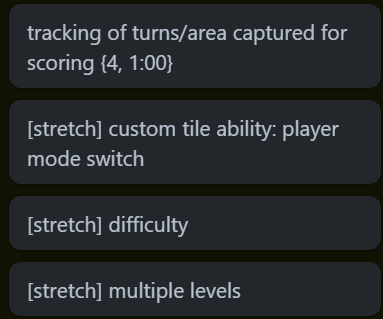 tracking of turns/area captured for
scoring {4, 1:00}
[stretch] custom tile ability: player
mode switch
[stretch] difficulty
[stretch] multiple levels